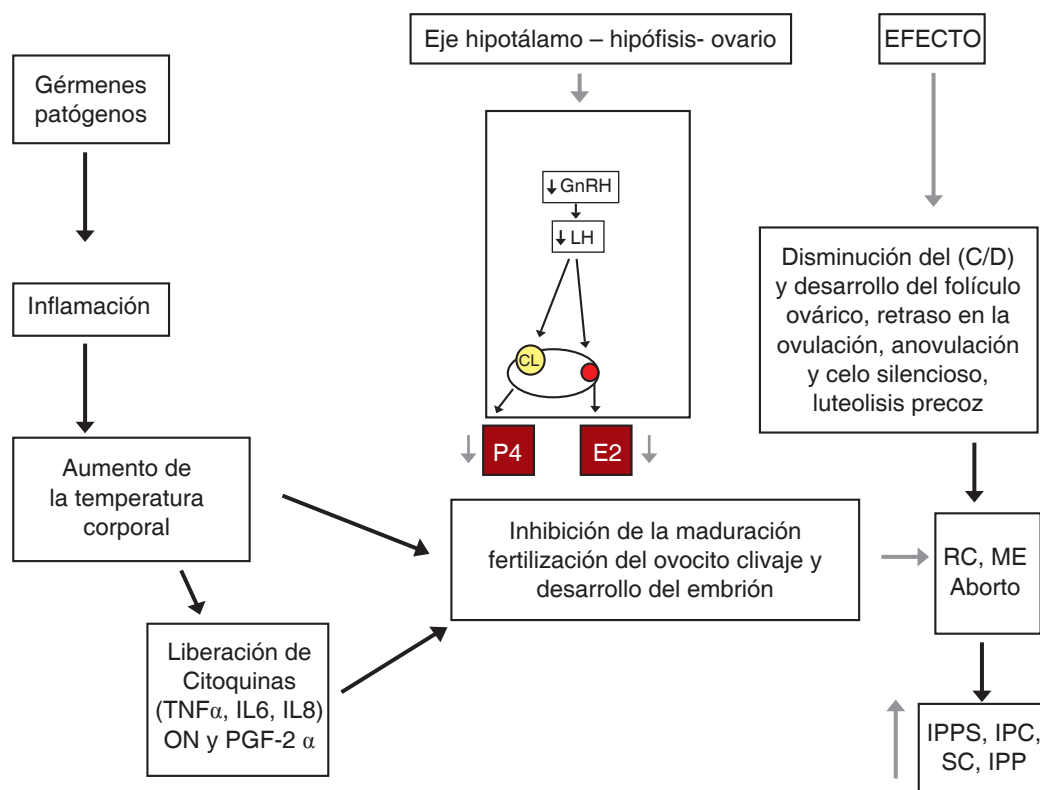 Eje hipotálamo – hipófisis- ovario
EFECTO
Gérmenes
patógenos
GnRH
LH
CL
P4
E2
Inflamación
Disminución del (C/D)
y desarrollo del folículo
ovárico, retraso en la
ovulación, anovulación
y celo silencioso,
luteolisis precoz
Aumento de
la temperatura
corporal
Inhibición de la maduración
fertilización del ovocito clivaje y
desarrollo del embrión
RC, ME
Aborto
Liberación de
Citoquinas
(TNFα, IL6, IL8)
ON y PGF-2 α
IPPS, IPC,
SC, IPP